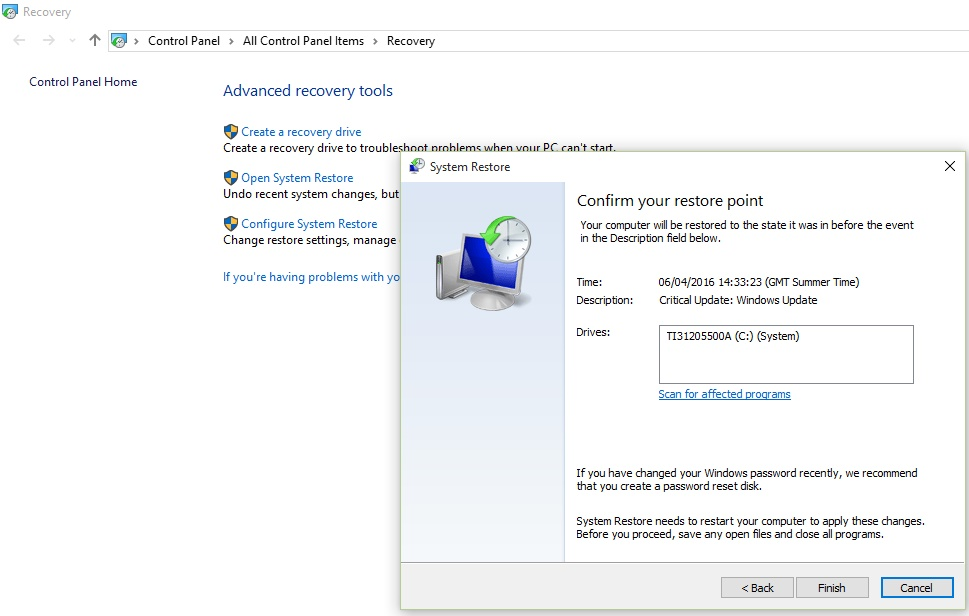 Recovery
Control Panel > All Control Panel Items > Recovery
Control Panel Home
Advanced recovery tools
Create a recovery drive
Create a recovery drive to troubleshoot problems when your PC can't start.
Open System Restore
Undo recent system changes, but
Configure System Restore
Change restore settings, manage
If you're having problems with yo
System Restore
Confirm your restore point
Your computer will be restored to the state it was in before the event
in the Description field below.
Time: 06/04/2016 14:33:23 (GMT Summer Time)
Description: Critical Update: Windows Update
Drives: TI31205500A (C:) (System)
Scan for affected programs
If you have changed your Windows password recently, we recommend
that you create a password reset disk.
System Restore needs to restart your computer to apply these changes.
Before you proceed, save any open files and close all programs.
< Back Finish Cancel